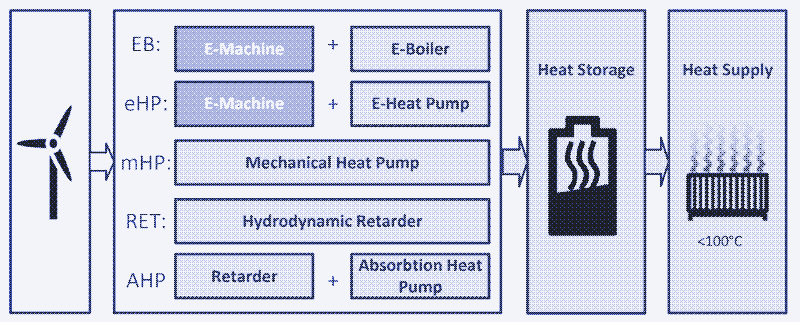 EB: E-Machine + E-Boiler
eHP: E-Machine + E-Heat Pump
mHP: Mechanical Heat Pump
RET: Hydrodynamic Retarder
AHP Retarder + Absorbtion Heat
Pump
Heat Storage
Heat Supply
<100°C